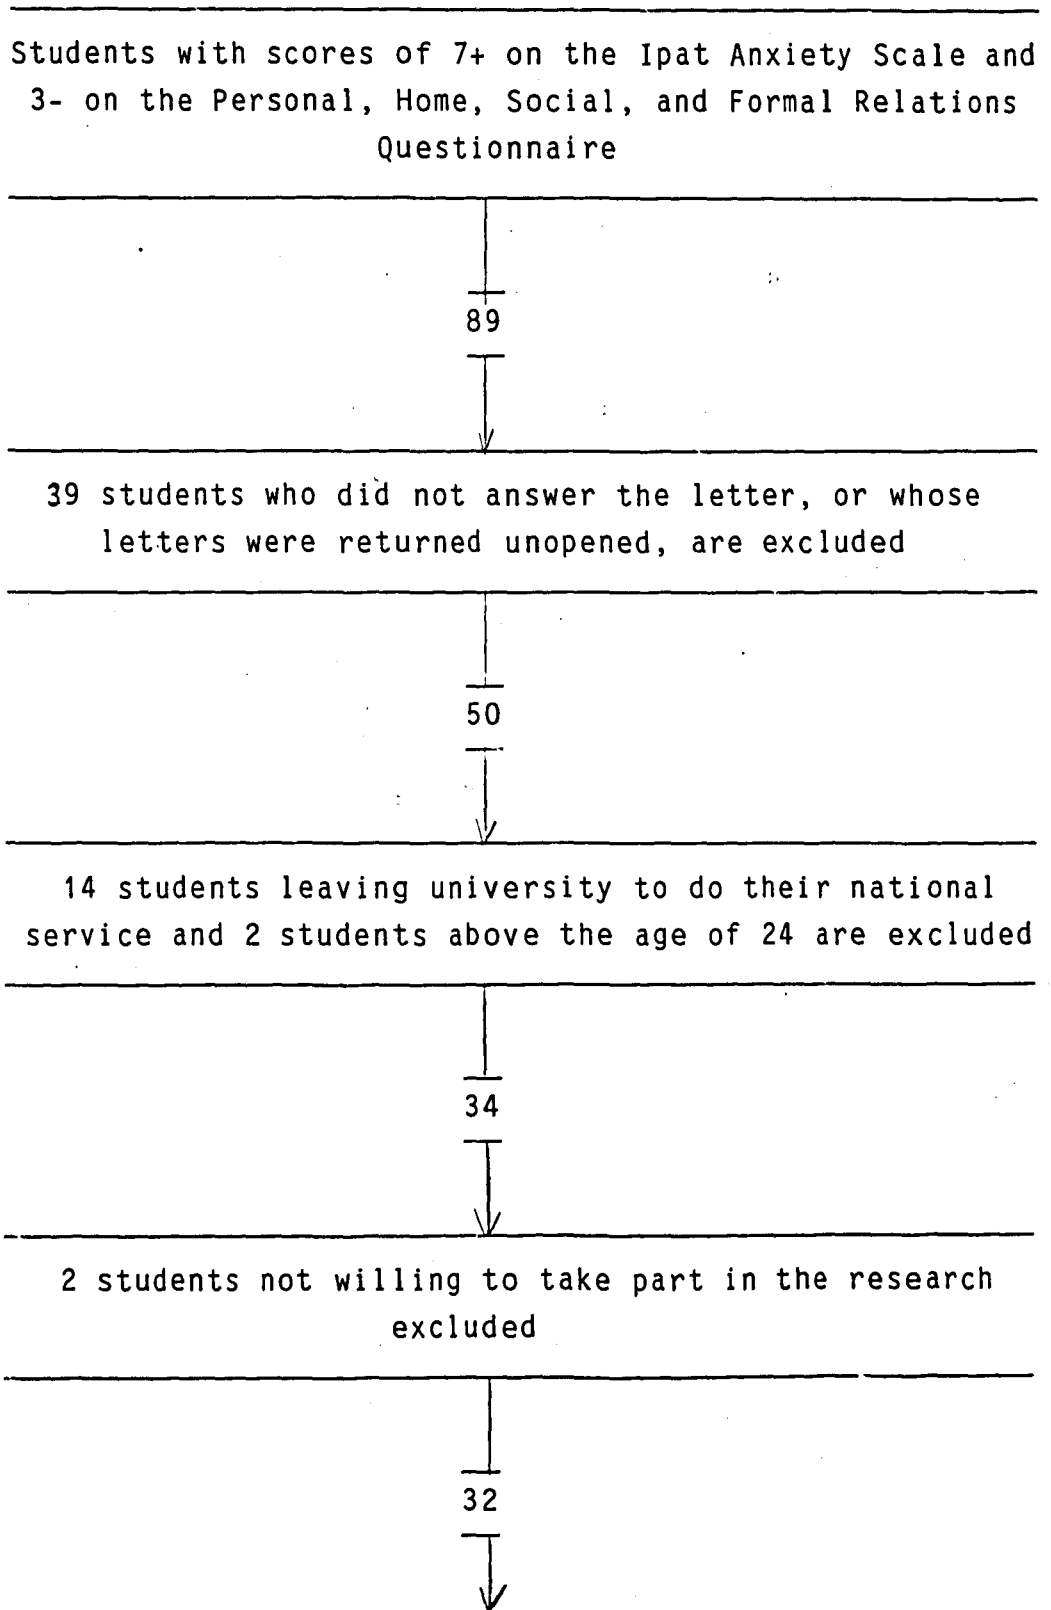 Students with scores of 7+ on the Ipat Anxiety Scale and
3- on the Personal, Home, Social, and Formal Relations
Questionnaire
89
39 students who did not answer the letter, or whose
letters were returned unopened, are excluded
50
14 students leaving university to do their national
service and 2 students above the age of 24 are excluded
34
2 students not willing to take part in the research
excluded
32